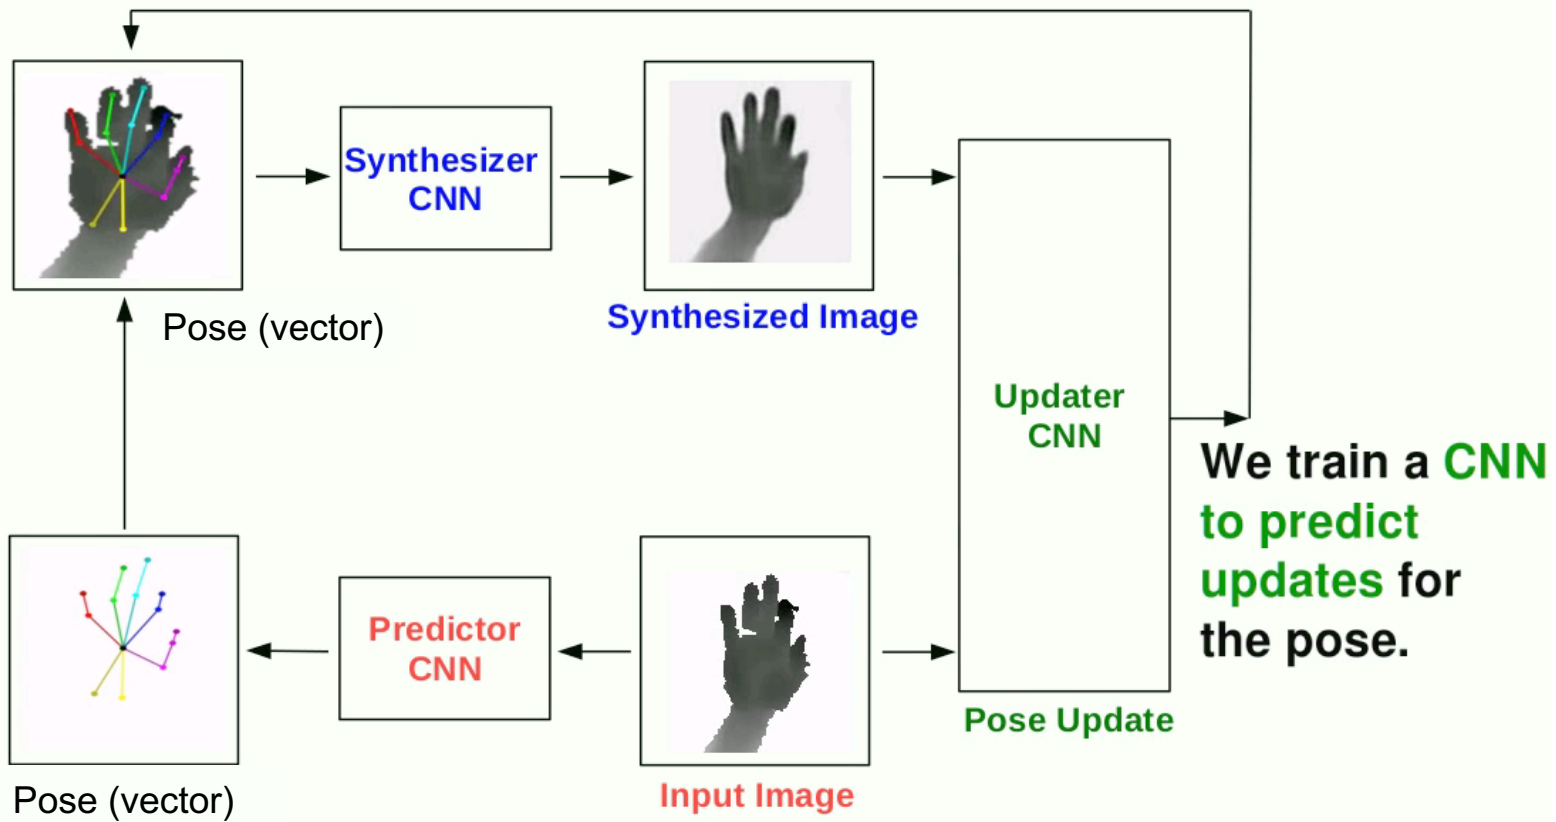 Synthesizer
CNN
Pose (vector)
Synthesized Image
Updater
CNN
We train a CNN
to predict
updates for
the pose.
Predictor
CNN
Pose Update
Pose (vector)
Input Image